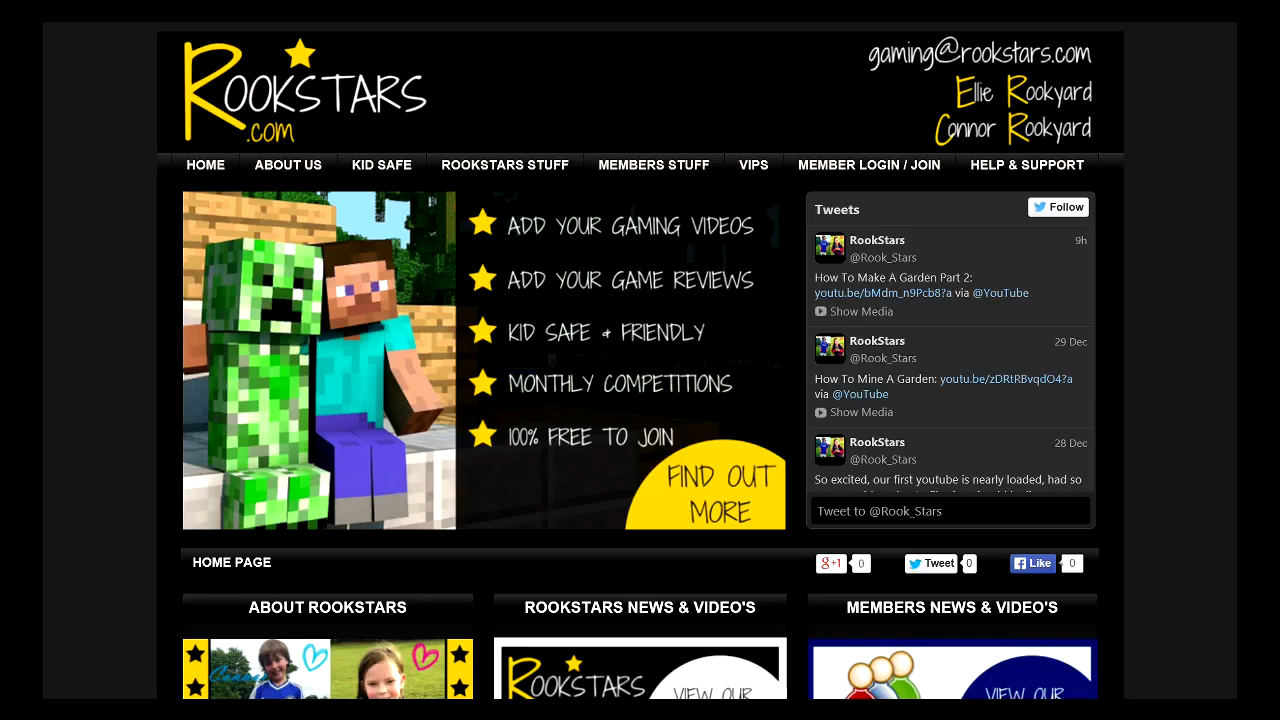 ROOKSTARS
.COM
gaming@rookstars.com
Ellie Rookyard
Connor Rookyard
HOME ABOUT US KID SAFE ROOKSTARS STUFF MEMBERS STUFF VIPS MEMBER LOGIN / JOIN HELP & SUPPORT
ADD YOUR GAMING VIDEOS
ADD YOUR GAME REVIEWS
KID SAFE & FRIENDLY
MONTHLY COMPETITIONS
100% FREE TO JOIN
FIND OUT
MORE
Tweets
Follow
RookStars 9h
@Rook_Stars
How To Make A Garden Part 2:
youtu.be/bMdm_n9Pcb8?a via @YouTube
Show Media
RookStars 29 Dec
@Rook_Stars
How To Mine A Garden: youtu.be/zDRtRBvqdO4?a
via @YouTube
Show Media
RookStars 28 Dec
@Rook_Stars
So excited, our first youtube is nearly loaded, had so
Tweet to @Rook_Stars
HOME PAGE
g+1 0 Tweet 0 Like 0
ABOUT ROOKSTARS ROOKSTARS NEWS & VIDEO'S MEMBERS NEWS & VIDEO'S
Connor
ROOKSTARS
VIEW OUR
VIEW OUR